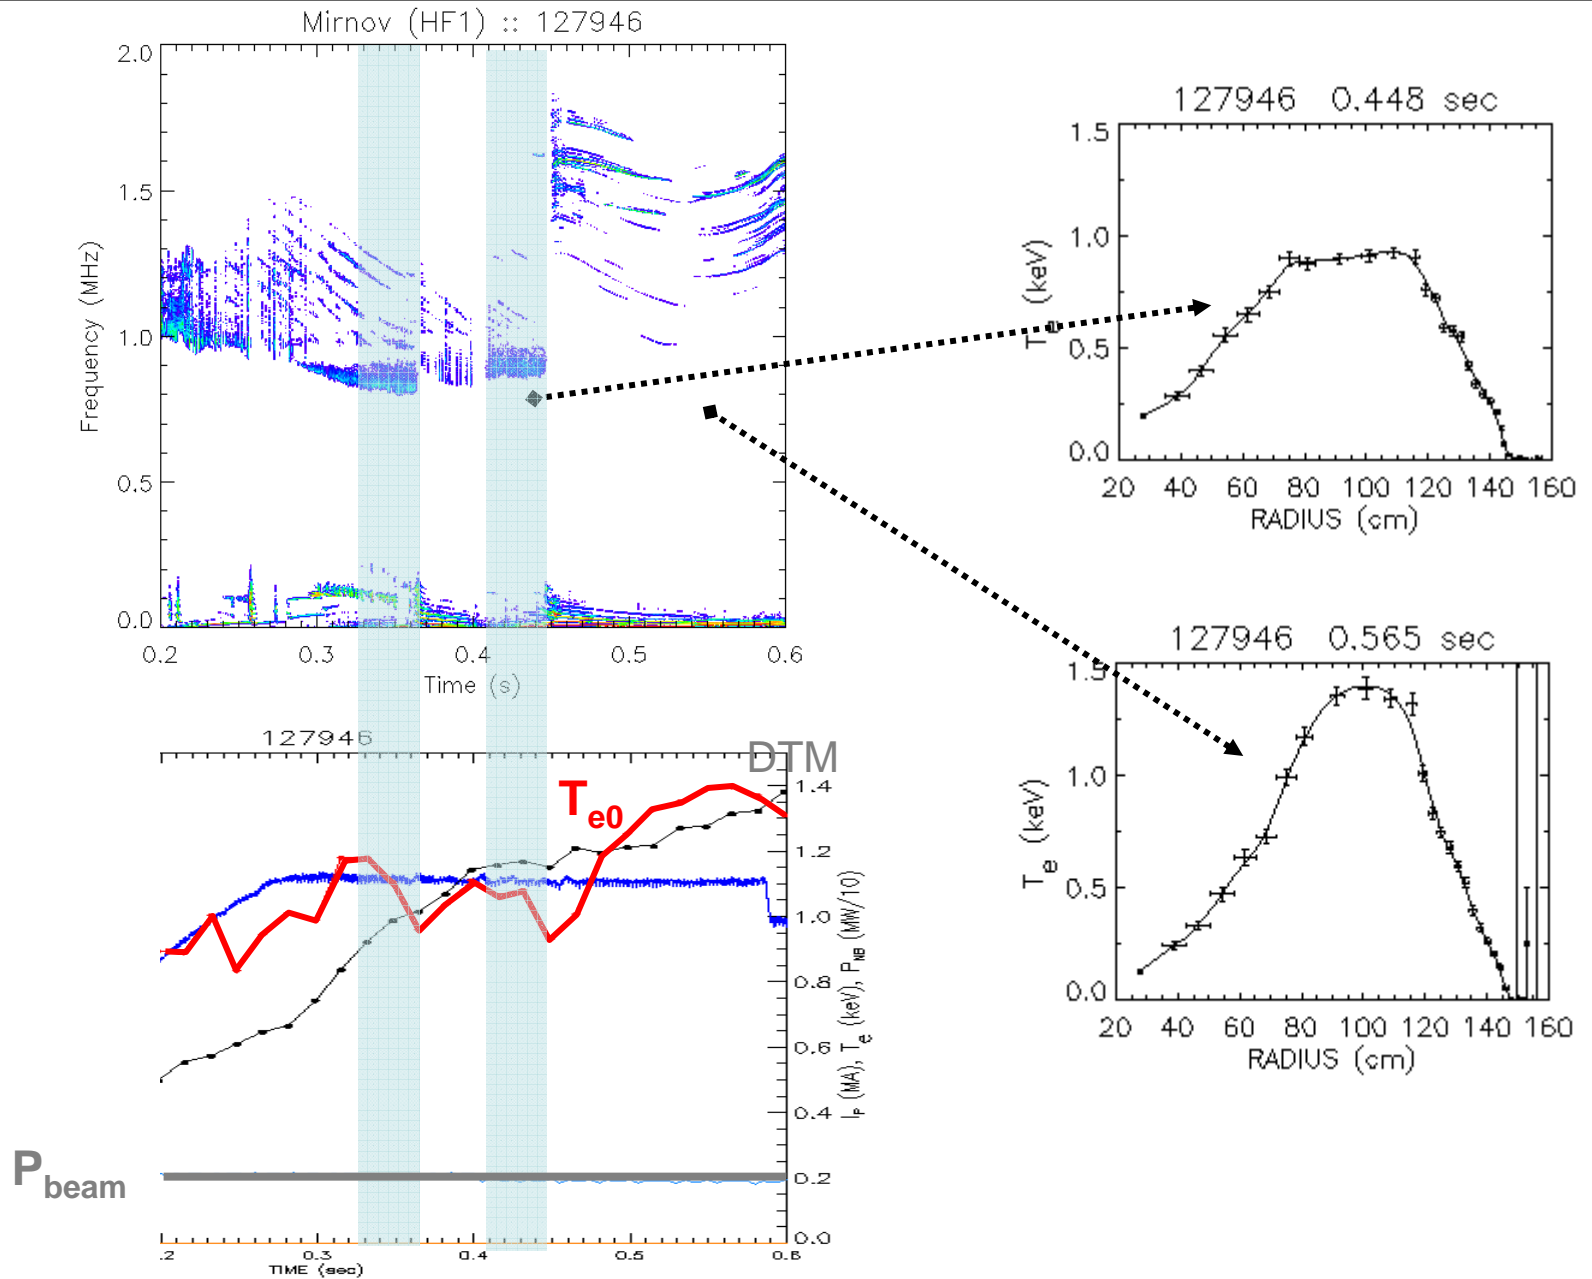 Mirnov (HF1) :: 127946
2.0
1.5
1.0
0.5
0.0
Frequency (MHz)
0.2 0.3 0.4 0.5 0.6
Time (s)
127946 0.448 sec
1.5
1.0
0.5
0.0
Te (keV)
20 40 60 80 100 120 140 160
RADIUS (cm)
127946 0.565 sec
1.5
1.0
0.5
0.0
Te (keV)
20 40 60 80 100 120 140 160
RADIUS (cm)
127946
DTM
Te0
1.4
1.2
1.0
0.8
0.6
0.4
0.2
0.0
IP (MA), Te (keV), PNB (MW/10)
Pbeam
.2 0.3 0.4 0.5 0.6
TIME (sec)